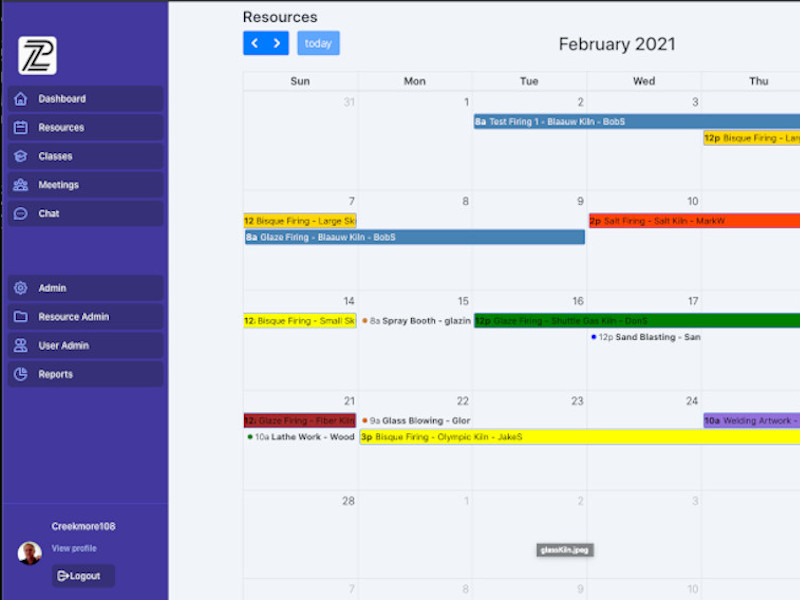 Resources
today
February 2021
Sun Mon Tue Wed Thu
Dashboard
Resources
Classes
Meetings
Chat
Admin
Resource Admin
User Admin
Reports
Creekmore108
View profile
Logout
31 1 2 3
8a Test Firing 1 - Blaauw Kiln - BobS
12p Bisque Firing - Lar
7 8 9 10
12 Bisque Firing - Large Ski
2p Salt Firing - Salt Kiln - MarkW
8a Glaze Firing - Blaauw Kiln - BobS
14 15 16 17
12 Bisque Firing - Small Sk
8a Spray Booth - glazin
12p Glaze Firing - Shuttle Gas Kiln - DonS
12p Sand Blasting - San
21 22 23 24
12 Glaze Firing - Fiber Kiln
9a Glass Blowing - Glor
10a Welding Artwork -
10a Lathe Work - Wood
3p Bisque Firing - Olympic Kiln - JakeS
28 1 2 3
glassKiln.jpeg
7 8 9 10